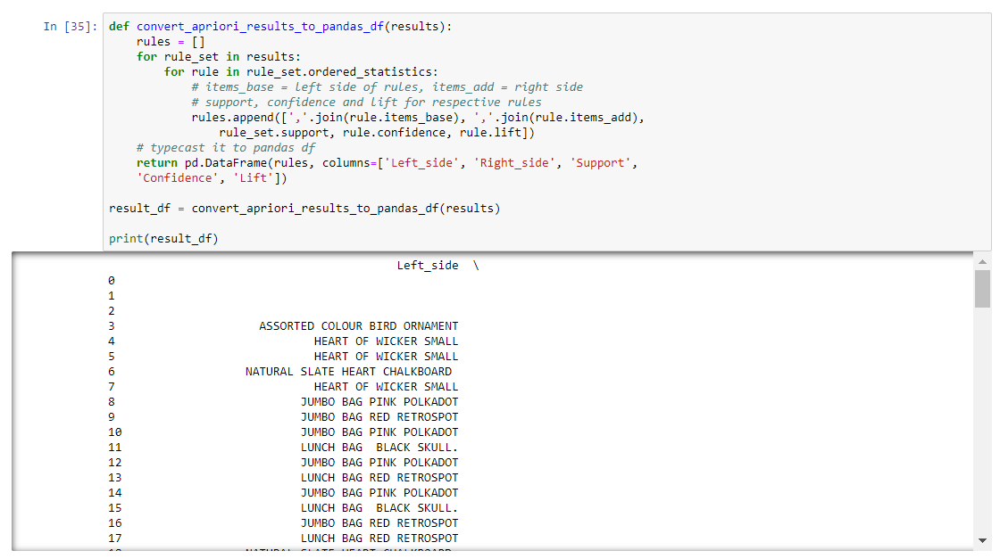 In [35]: def convert_apriori_results_to_pandas_df(results):
    rules = []
    for rule_set in results:
        for rule in rule_set.ordered_statistics:
            # items_base = left side of rules, items_add = right side
            # support, confidence and lift for respective rules
            rules.append([','.join(rule.items_base), ','.join(rule.items_add),
                rule_set.support, rule.confidence, rule.lift])
    # typecast it to pandas df
    return pd.DataFrame(rules, columns=['Left_side', 'Right_side', 'Support',
    'Confidence', 'Lift'])
result_df = convert_apriori_results_to_pandas_df(results)
print(result_df)
Left_side \
0
1
2
3 ASSORTED COLOUR BIRD ORNAMENT
4 HEART OF WICKER SMALL
5 HEART OF WICKER SMALL
6 NATURAL SLATE HEART CHALKBOARD
7 HEART OF WICKER SMALL
8 JUMBO BAG PINK POLKADOT
9 JUMBO BAG RED RETROSPOT
10 JUMBO BAG PINK POLKADOT
11 LUNCH BAG  BLACK SKULL.
12 JUMBO BAG PINK POLKADOT
13 LUNCH BAG RED RETROSPOT
14 JUMBO BAG PINK POLKADOT
15 LUNCH BAG  BLACK SKULL.
16 JUMBO BAG RED RETROSPOT
17 LUNCH BAG RED RETROSPOT